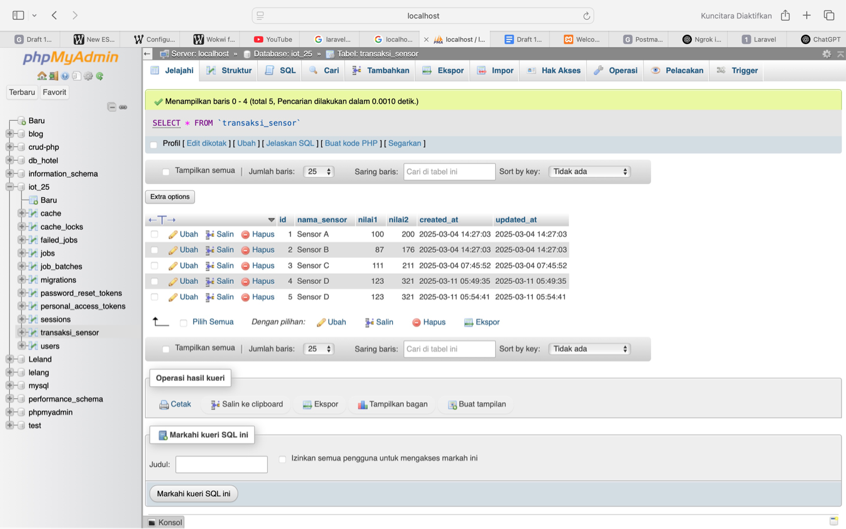 localhost
Kuncitara Diaktifkan
Draft 1...
New ES...
Configu...
Wokwi f...
YouTube
laravel...
localho...
localhost / l...
Draft 1...
Welco...
Postma...
Ngrok i...
Laravel
ChatGPT
phpMyAdmin
Terbaru Favorit
Baru
blog
crud-php
db_hotel
information_schema
iot_25
Baru
cache
cache_locks
failed_jobs
jobs
job_batches
migrations
password_reset_tokens
personal_access_tokens
sessions
transaksi_sensor
users
Leland
lelang
mysql
performance_schema
phpmyadmin
test
Server: localhost » Database: iot_25 » Tabel: transaksi_sensor
Jelajahi Struktur SQL Cari Tambahkan Ekspor Impor Hak Akses Operasi Pelacakan Trigger
Menampilkan baris 0 - 4 (total 5, Pencarian dilakukan dalam 0.0010 detik.)
SELECT * FROM `transaksi_sensor`
Profil [ Edit dikotak ] [ Ubah ] [ Jelaskan SQL ] [ Buat kode PHP ] [ Segarkan ]
Tampilkan semua | Jumlah baris: 25 Saring baris: Cari di tabel ini Sort by key: Tidak ada
Extra options
id nama_sensor nilai1 nilai2 created_at updated_at
Ubah Salin Hapus 1 Sensor A 100 200 2025-03-04 14:27:03 2025-03-04 14:27:03
Ubah Salin Hapus 2 Sensor B 87 176 2025-03-04 14:27:03 2025-03-04 14:27:03
Ubah Salin Hapus 3 Sensor C 111 211 2025-03-04 07:45:52 2025-03-04 07:45:52
Ubah Salin Hapus 4 Sensor D 123 321 2025-03-11 05:49:35 2025-03-11 05:49:35
Ubah Salin Hapus 5 Sensor D 123 321 2025-03-11 05:54:41 2025-03-11 05:54:41
Pilih Semua Dengan pilihan: Ubah Salin Hapus Ekspor
Tampilkan semua | Jumlah baris: 25 Saring baris: Cari di tabel ini Sort by key: Tidak ada
Operasi hasil kueri
Cetak Salin ke clipboard Ekspor Tampilkan bagan Buat tampilan
Markahi kueri SQL ini
Judul: Izinkan semua pengguna untuk mengakses markah ini
Markahi kueri SQL ini
Konsol